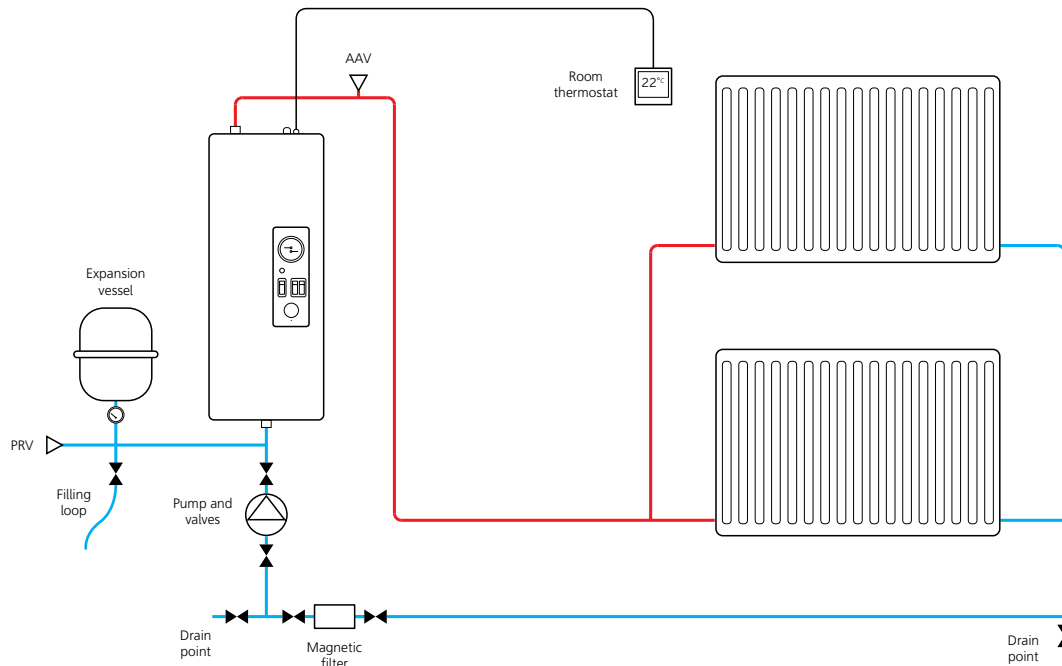 AAV
Room
thermostat
22°C
Expansion
vessel
PRV
Filling
loop
Pump and
valves
Drain
point
Magnetic
filter
Drain
point